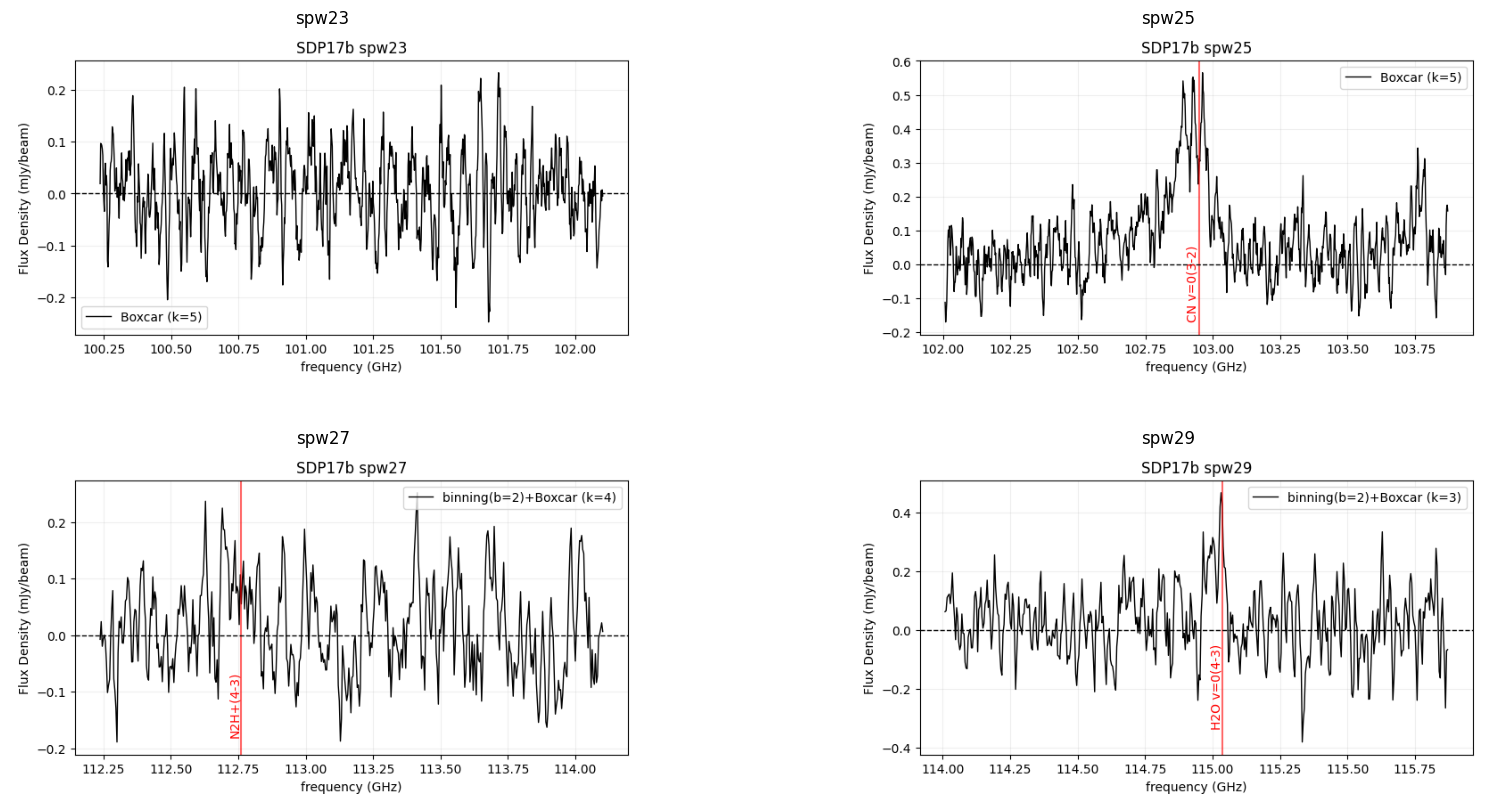 spw23
SDP17b spw23
Flux Density (mJy/beam)
0.2
0.1
0.0
−0.1
−0.2
Boxcar (k=5)
100.25 100.50 100.75 101.00 101.25 101.50 101.75 102.00
frequency (GHz)
spw25
SDP17b spw25
Flux Density (mJy/beam)
0.6
0.5
0.4
0.3
0.2
0.1
0.0
−0.1
−0.2
Boxcar (k=5)
CN v=0(3-2)
102.00 102.25 102.50 102.75 103.00 103.25 103.50 103.75
frequency (GHz)
spw27
SDP17b spw27
Flux Density (mJy/beam)
0.2
0.1
0.0
−0.1
−0.2
binning(b=2)+Boxcar (k=4)
N2H+(4-3)
112.25 112.50 112.75 113.00 113.25 113.50 113.75 114.00
frequency (GHz)
spw29
SDP17b spw29
Flux Density (mJy/beam)
0.4
0.2
0.0
−0.2
−0.4
binning(b=2)+Boxcar (k=3)
H2O v=0(4-3)
114.00 114.25 114.50 114.75 115.00 115.25 115.50 115.75
frequency (GHz)